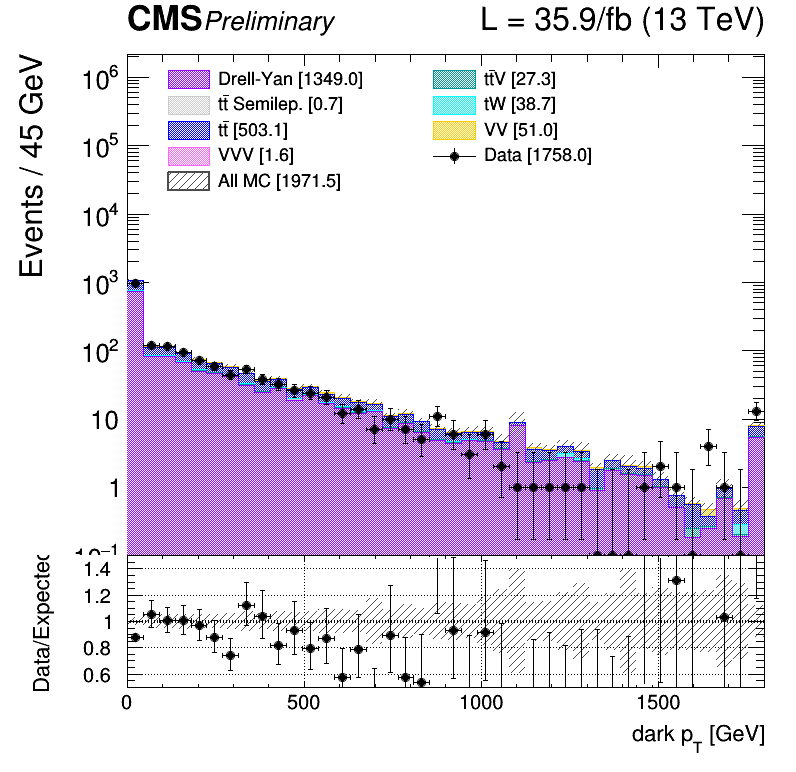 CMS Preliminary L = 35.9/fb (13 TeV)
Events / 45 GeV
Drell-Yan [1349.0]
tt̄ Semilep. [0.7]
tt̄ [503.1]
VVV [1.6]
All MC [1971.5]
tt̄V [27.3]
tW [38.7]
VV [51.0]
Data [1758.0]
10⁶
10⁵
10⁴
10³
10²
10
1
10⁻¹
Data/Expected
1.4
1.2
1
0.8
0.6
0 500 1000 1500
dark p_T [GeV]